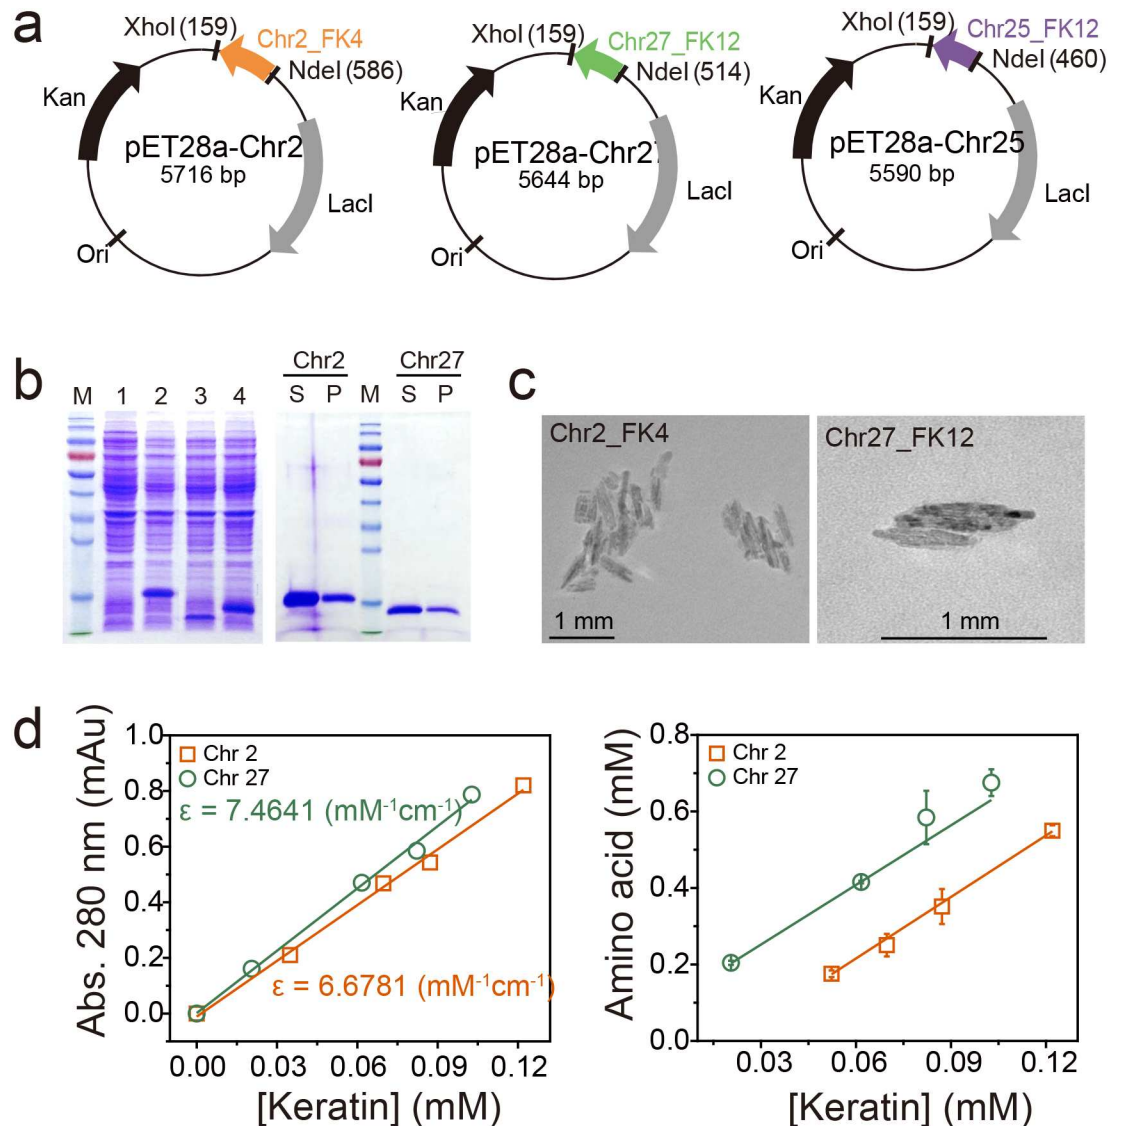 a
XhoI (159)
Chr2_FK4
NdeI (586)
Kan
pET28a-Chr2
5716 bp
LacI
Ori
XhoI (159)
Chr27_FK12
NdeI (514)
Kan
pET28a-Chr27
5644 bp
LacI
Ori
XhoI (159)
Chr25_FK12
NdeI (460)
Kan
pET28a-Chr25
5590 bp
LacI
Ori
b
M 1 2 3 4
Chr2 Chr27
S P M S P
c
Chr2_FK4
1 mm
Chr27_FK12
1 mm
d
Abs. 280 nm (mAu)
1.0
0.8
0.6
0.4
0.2
0.0
Chr 2
Chr 27
ε = 7.4641 (mM-1cm-1)
ε = 6.6781 (mM-1cm-1)
0.00 0.03 0.06 0.09 0.12
[Keratin] (mM)
Amino acid (mM)
0.8
0.6
0.4
0.2
0.0
Chr 2
Chr 27
0.03 0.06 0.09 0.12
[Keratin] (mM)